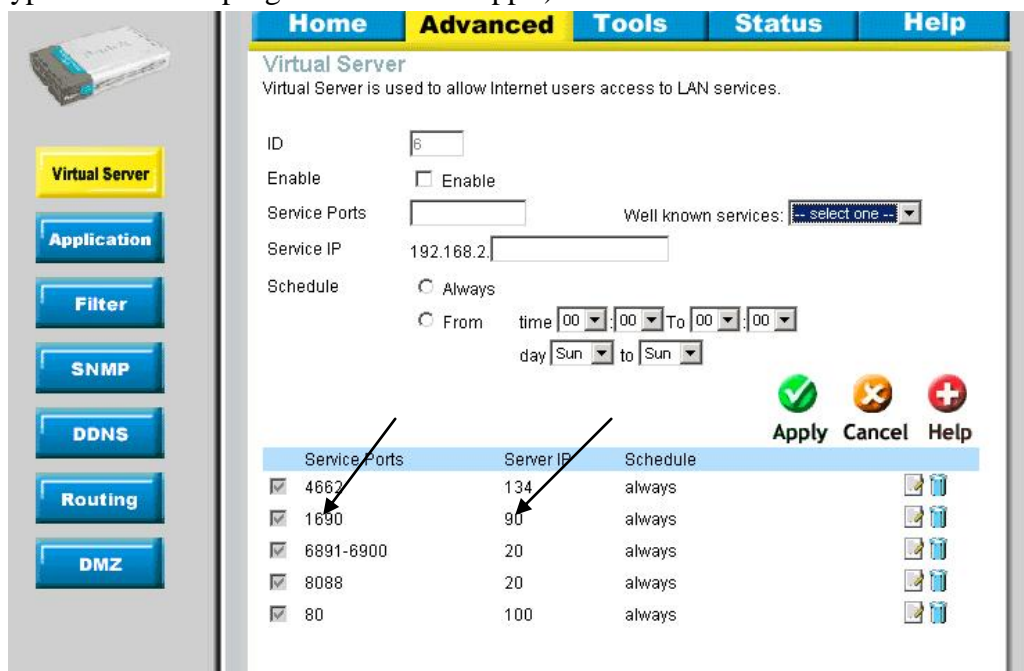 Home Advanced Tools Status Help
Virtual Server
Virtual Server is used to allow Internet users access to LAN services.
ID 6
Virtual Server
Enable Enable
Service Ports Well known services: -- select one --
Application
Service IP 192.168.2.
Schedule Always
Filter
From time 00 : 00 To 00 : 00
day Sun to Sun
SNMP
Apply Cancel Help
DDNS
Service Ports Server IP Schedule
4662 134 always
Routing
1690 90 always
6891-6900 20 always
DMZ
8088 20 always
80 100 always